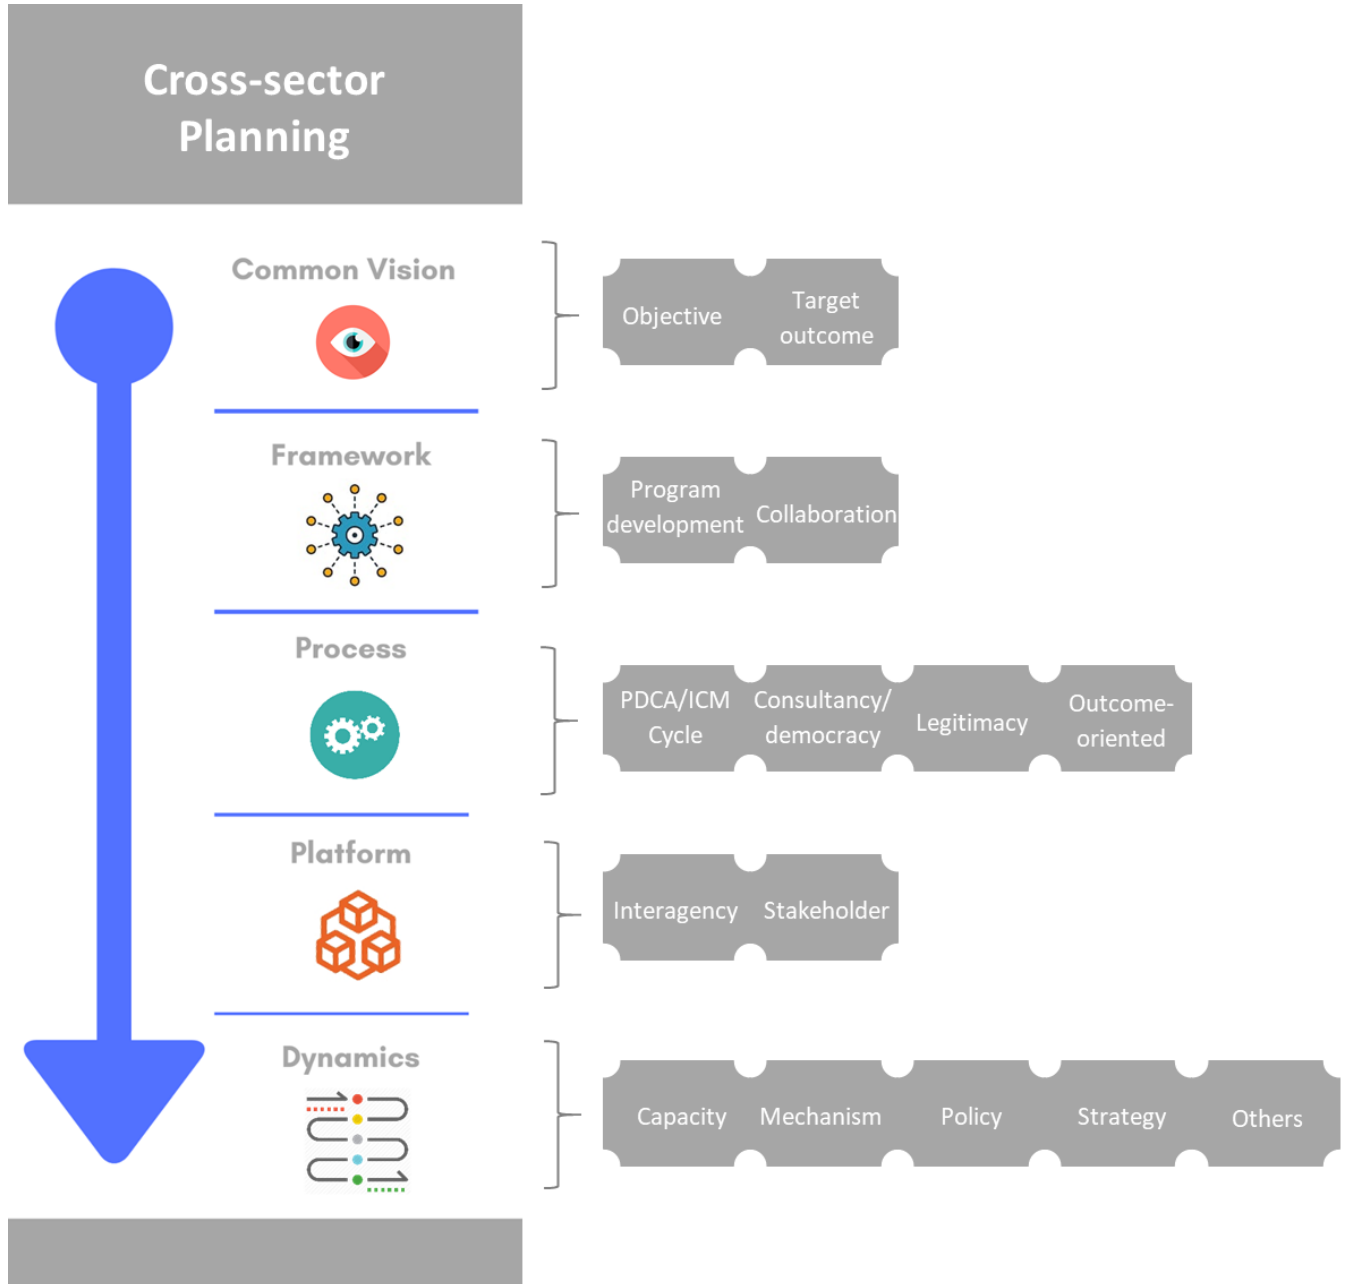 Cross-sector
Planning
Common Vision
Objective
Target
outcome
Framework
Program
development
Collaboration
Process
PDCA/ICM
Cycle
Consultancy/
democracy
Legitimacy
Outcome-
oriented
Platform
Interagency
Stakeholder
Dynamics
Capacity
Mechanism
Policy
Strategy
Others